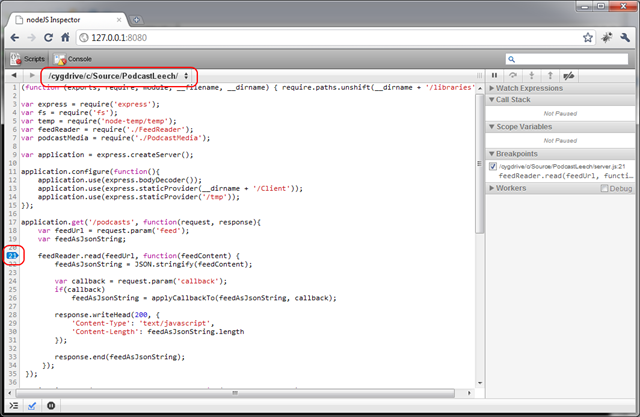 nodeJS Inspector
127.0.0.1:8080
Scripts
Console
/cygdrive/c/Source/PodcastLeech/
1 (function (exports, require, module, __filename, __dirname) { require.paths.unshift(__dirname + '/libraries'
2
3 var express = require('express');
4 var fs = require('fs');
5 var temp = require('node-temp/temp');
6 var feedReader = require('./FeedReader');
7 var podcastMedia = require('./PodcastMedia');
8
9 var application = express.createServer();
10
11 application.configure(function(){
12 application.use(express.bodyDecoder());
13 application.use(express.staticProvider(__dirname + '/Client'));
14 application.use(express.staticProvider('/tmp'));
15 });
16
17 application.get('/podcasts', function(request, response){
18 var feedUrl = request.param('feed');
19 var feedAsJsonString;
20
21 feedReader.read(feedUrl, function(feedContent) {
22 feedAsJsonString = JSON.stringify(feedContent);
23
24 var callback = request.param('callback');
25 if(callback)
26 feedAsJsonString = applyCallbackTo(feedAsJsonString, callback);
27
28 response.writeHead(200, {
29 'Content-Type': 'text/javascript',
30 'Content-Length': feedAsJsonString.length
31 });
32
33 response.end(feedAsJsonString);
34 });
35 });
36
Watch Expressions
Call Stack
Not Paused
Scope Variables
Not Paused
Breakpoints
/cygdrive/c/Source/PodcastLeech/server.js:21
feedReader.read(feedUrl, functi…
Workers
Debug